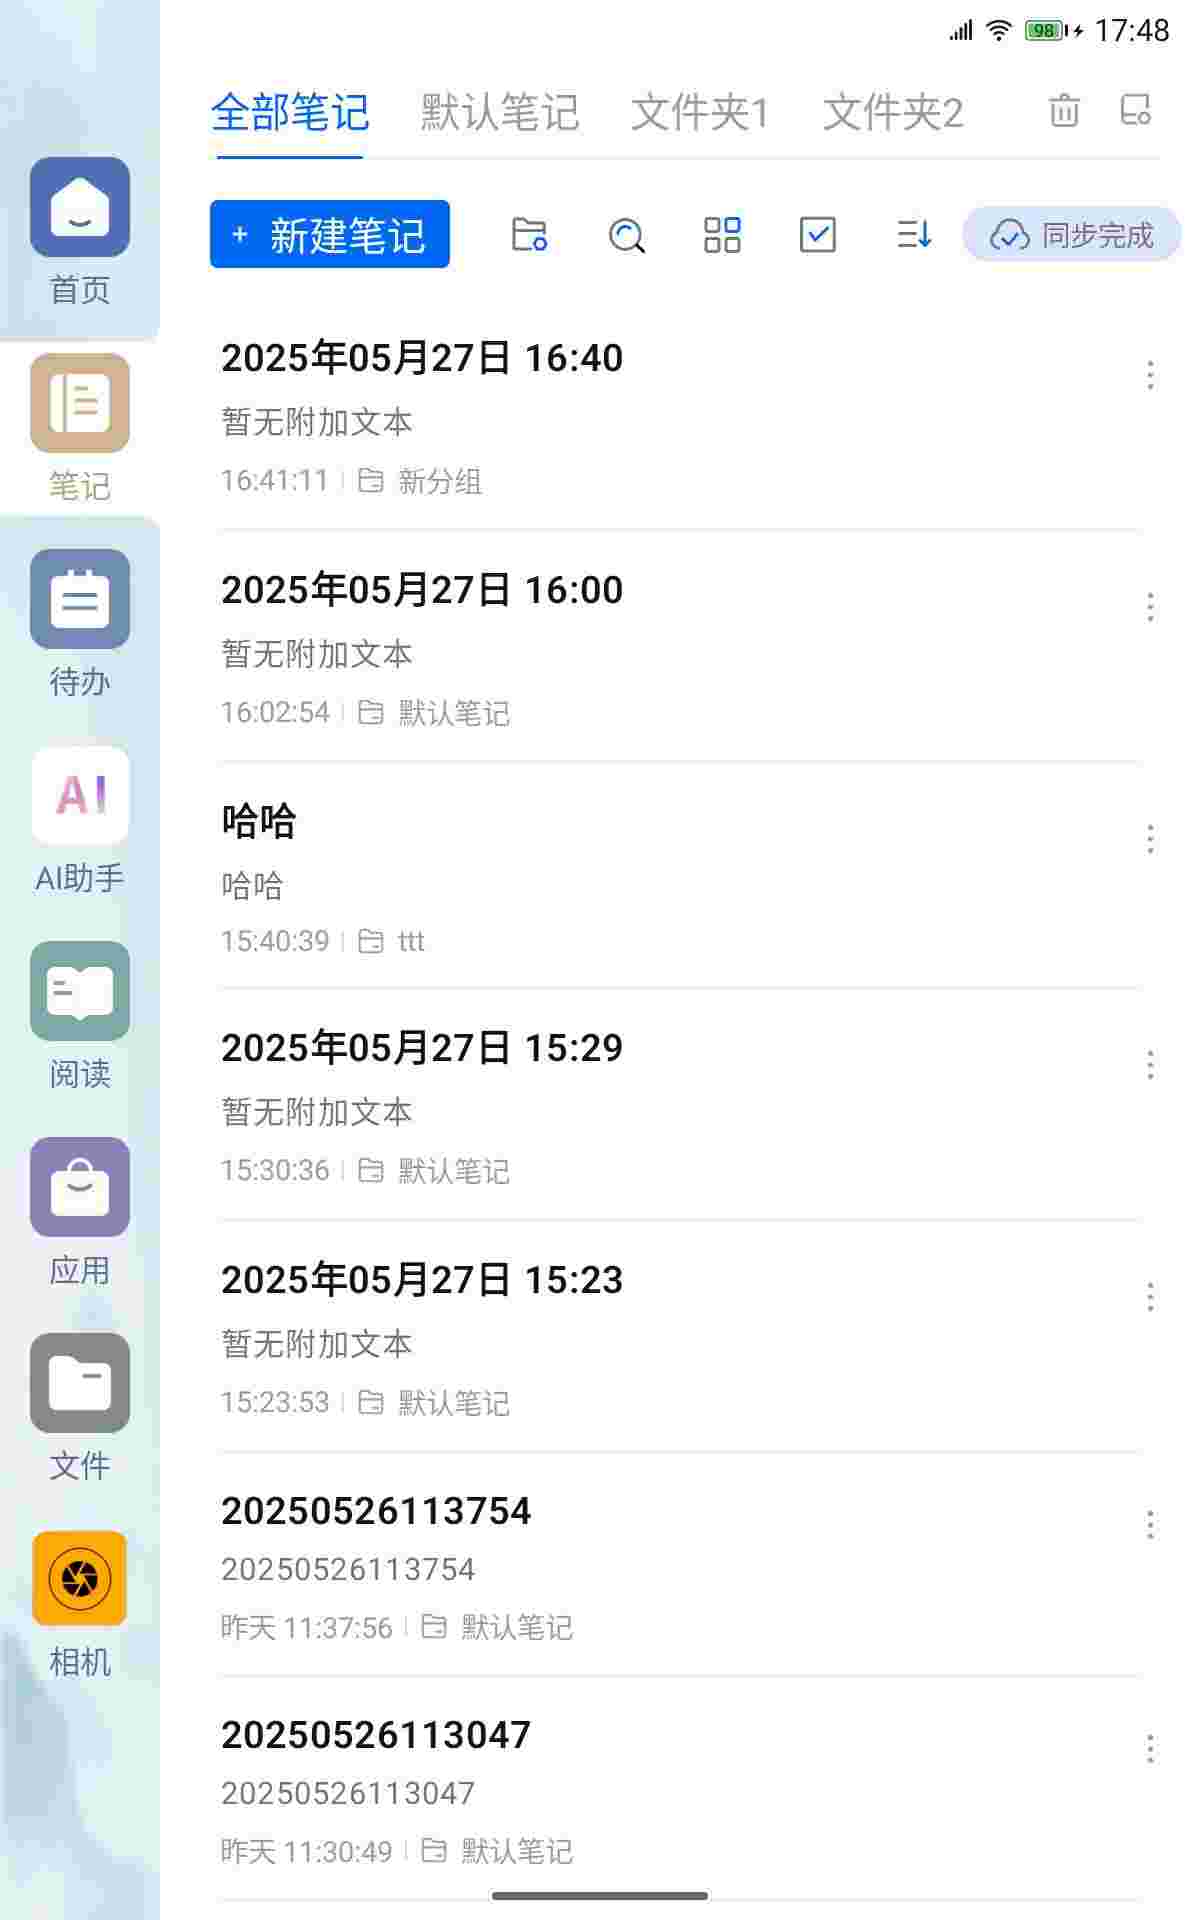 98 17:48
全部笔记 默认笔记 文件夹1 文件夹2
+ 新建笔记 同步完成
首页
笔记
待办
AI
AI助手
阅读
应用
文件
相机
2025年05月27日 16:40
暂无附加文本
16:41:11 新分组
2025年05月27日 16:00
暂无附加文本
16:02:54 默认笔记
哈哈
哈哈
15:40:39 ttt
2025年05月27日 15:29
暂无附加文本
15:30:36 默认笔记
2025年05月27日 15:23
暂无附加文本
15:23:53 默认笔记
20250526113754
20250526113754
昨天 11:37:56 默认笔记
20250526113047
20250526113047
昨天 11:30:49 默认笔记